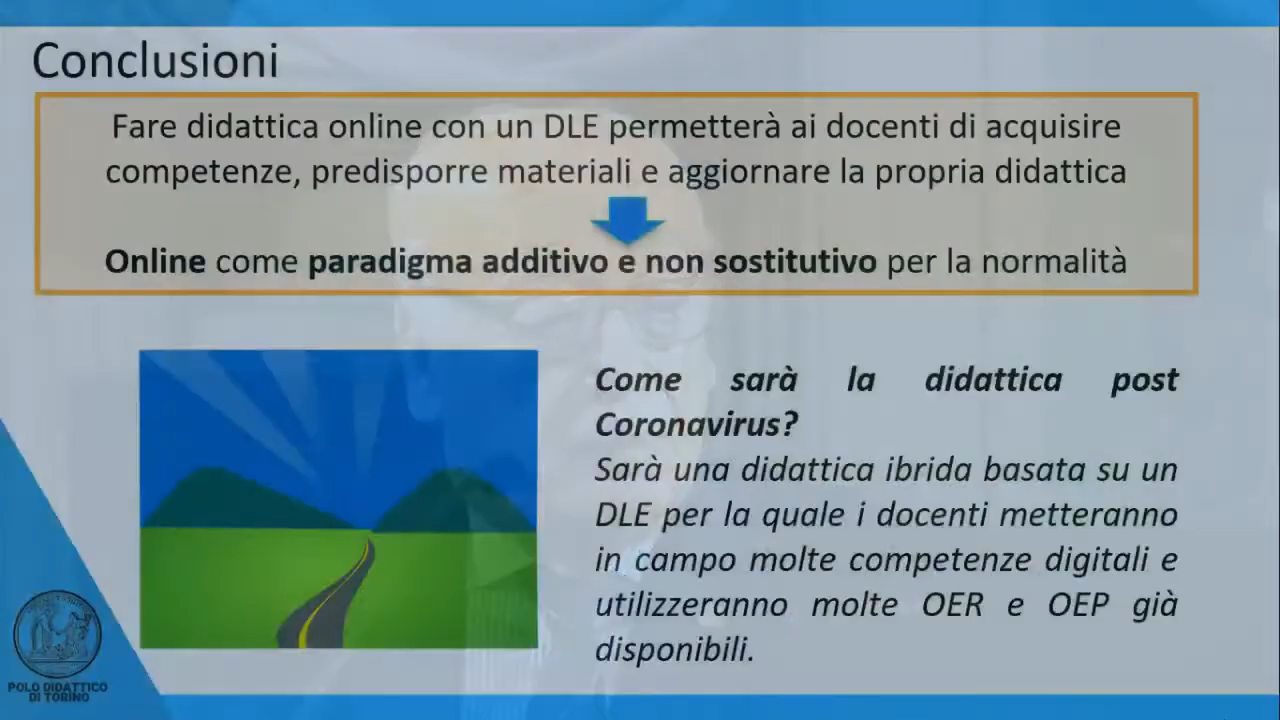 Conclusioni
Fare didattica online con un DLE permetterà ai docenti di acquisire
competenze, predisporre materiali e aggiornare la propria didattica
Online come paradigma additivo e non sostitutivo per la normalità
Come sarà la didattica post
Coronavirus?
Sarà una didattica ibrida basata su un
DLE per la quale i docenti metteranno
in campo molte competenze digitali e
utilizzeranno molte OER e OEP già
disponibili.
POLO DIDATTICO
DI TORINO